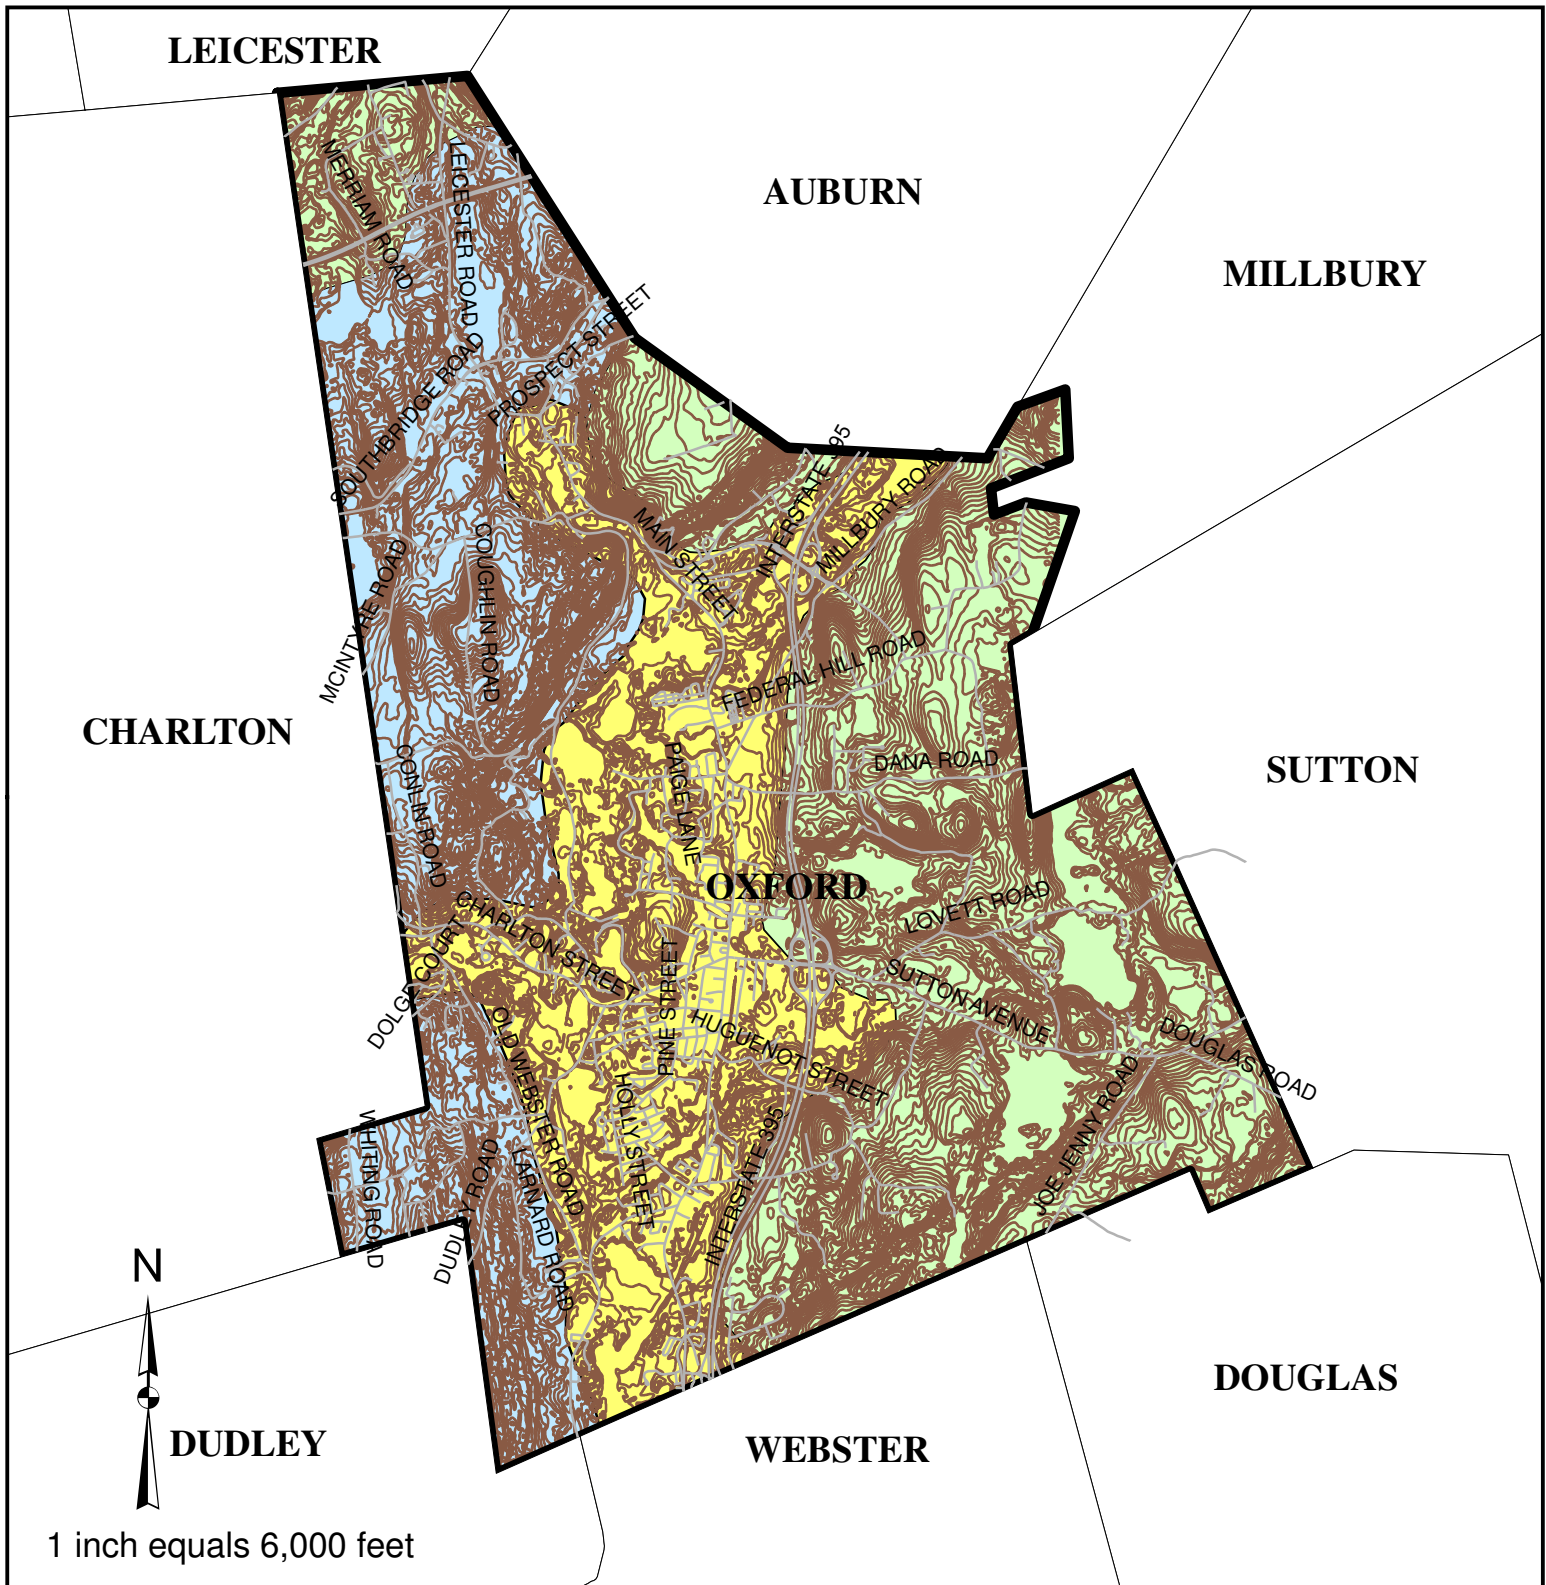 LEICESTER
AUBURN
MILLBURY
MERRIAM ROAD
LEICESTER ROAD
PROSPECT STREET
SOUTHBRIDGE ROAD
INTERSTATE 395
MILLBURY ROAD
MAIN STREET
COUGHLIN ROAD
MCINTYRE ROAD
FEDERAL HILL ROAD
CHARLTON
SUTTON
CONLIN ROAD
PAIGE LANE
DANA ROAD
OXFORD
LOVETT ROAD
CHARLTON STREET
DOLGE COURT
PINE STREET
SUTTON AVENUE
OLD WEBSTER ROAD
HUGUENOT STREET
DOUGLAS ROAD
JOE JENNY ROAD
HOLLY STREET
INTERSTATE 395
WHITING ROAD
DUDLEY ROAD
LARNARD ROAD
N
DOUGLAS
DUDLEY
WEBSTER
1 inch equals 6,000 feet